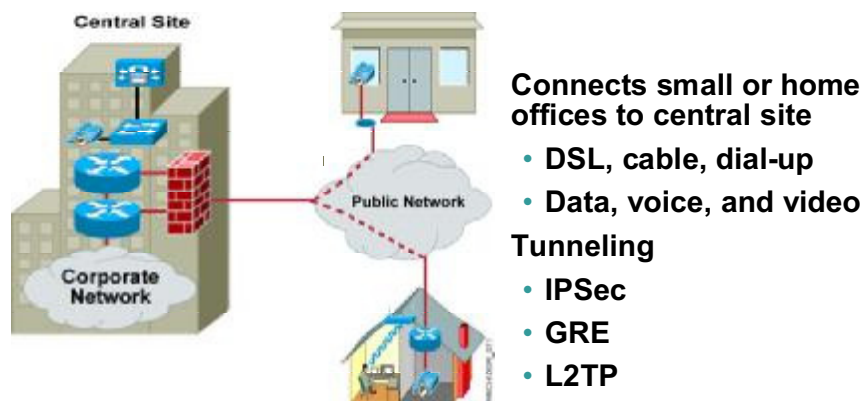 Central Site
Public Network
Corporate
Network
Connects small or home
offices to central site
• DSL, cable, dial-up
• Data, voice, and video
Tunneling
• IPSec
• GRE
• L2TP